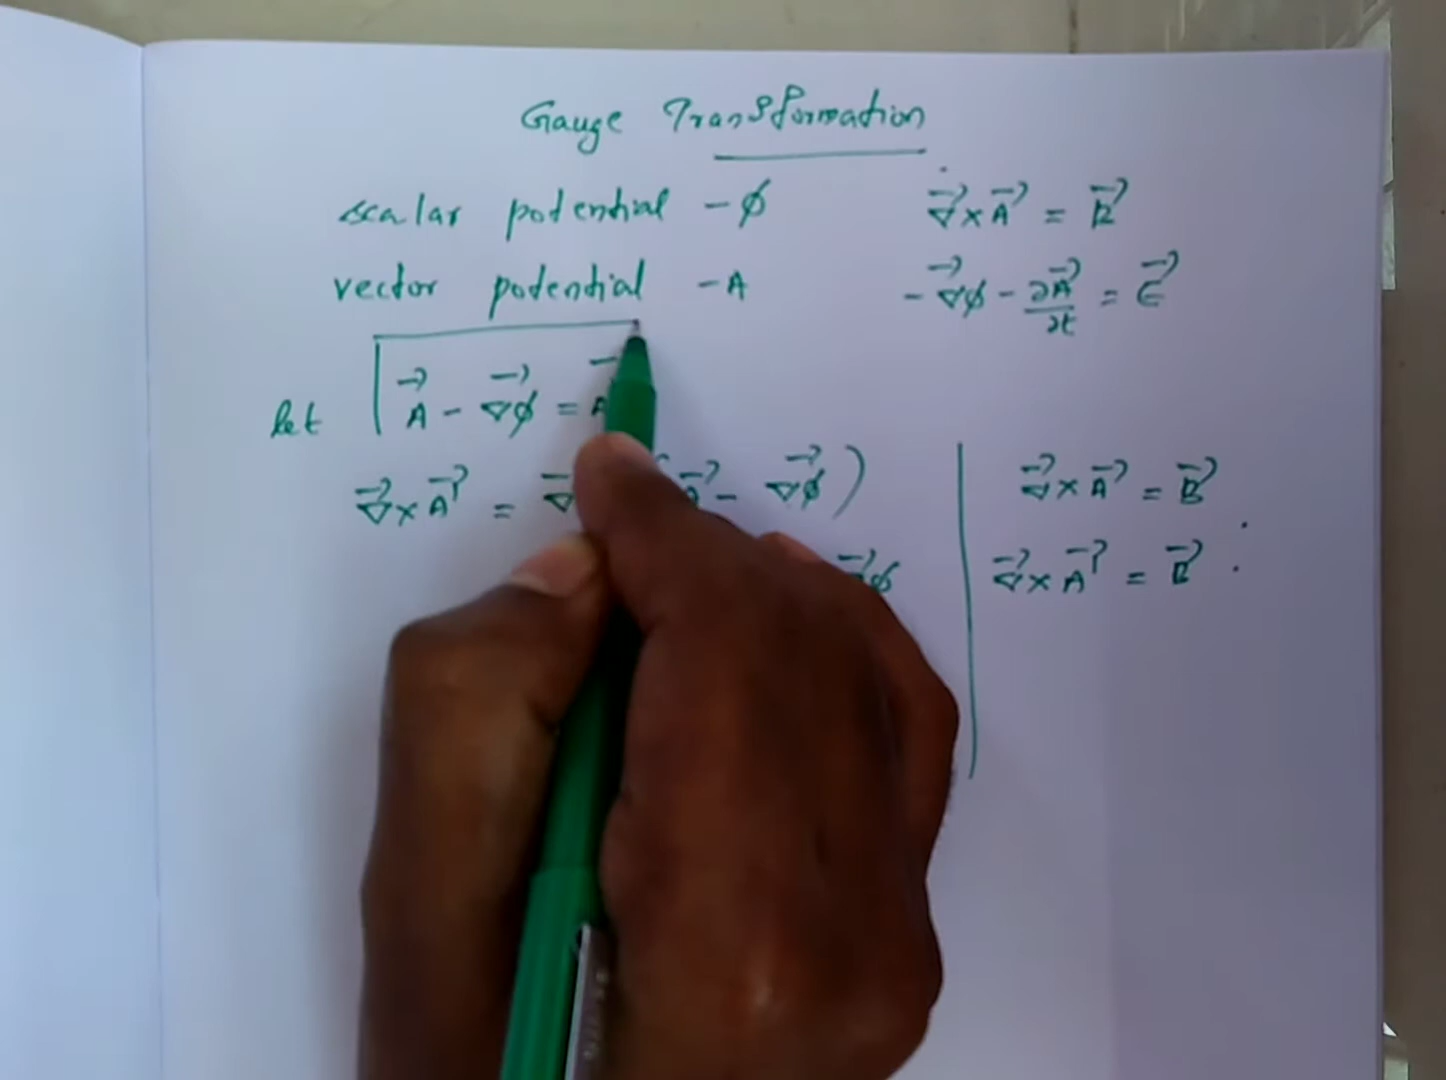 Gauge Transformation
scalar potential - ϕ
∇⃗ × A⃗ = B⃗
vector potential - A
- ∇⃗ϕ - ∂A⃗/∂t = E⃗
let A⃗ - ∇⃗ϕ = A
∇⃗ × A⃗' = ∇⃗ A⃗ - ∇⃗ϕ )
∇⃗ × A⃗ = B⃗
∇⃗ϕ
∇⃗ × A⃗' = B⃗